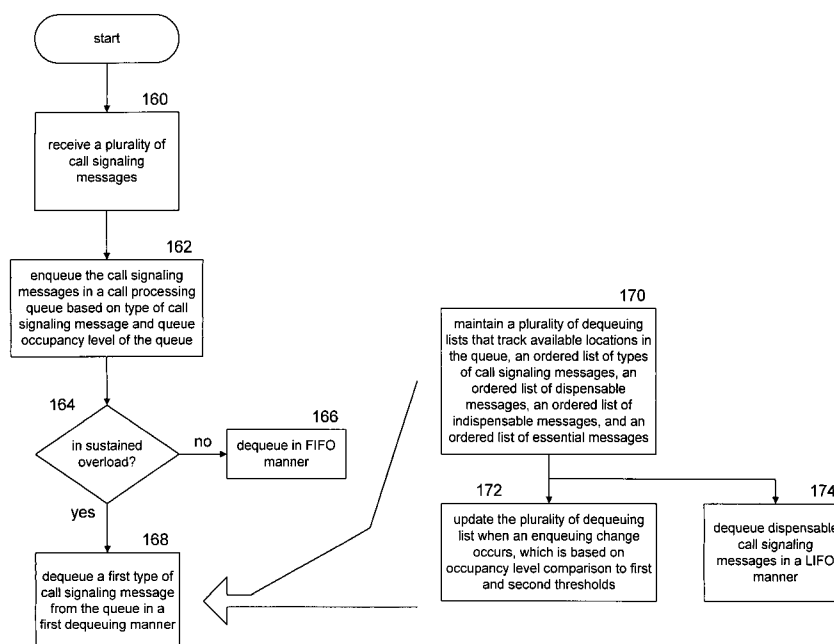 start
160
receive a plurality of
call signaling
messages
162
enqueue the call signaling
messages in a call processing
queue based on type of call
signaling message and queue
occupancy level of the queue
164
in sustained
overload?
no
166
dequeue in FIFO
manner
yes
168
dequeue a first type of
call signaling message
from the queue in a
first dequeuing manner
170
maintain a plurality of dequeuing
lists that track available locations in
the queue, an ordered list of types
of call signaling messages, an
ordered list of dispensable
messages, an ordered list of
indispensable messages, and an
ordered list of essential messages
172
update the plurality of dequeuing
list when an enqueuing change
occurs, which is based on
occupancy level comparison to first
and second thresholds
174
dequeue dispensable
call signaling
messages in a LIFO
manner